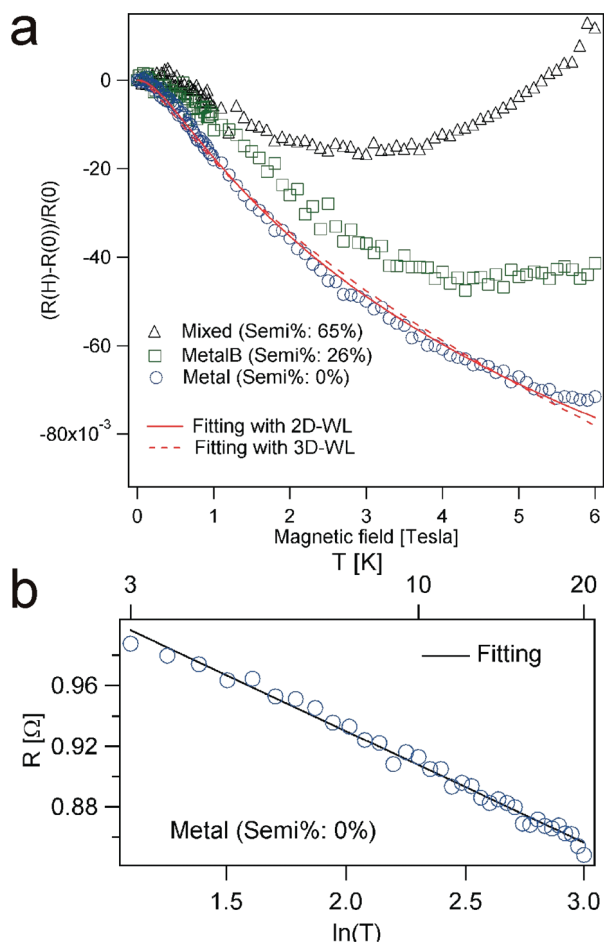 a
0
-20
-40
-60
-80x10⁻³
(R(H)-R(0))/R(0)
Mixed (Semi%: 65%)
MetalB (Semi%: 26%)
Metal (Semi%: 0%)
Fitting with 2D-WL
Fitting with 3D-WL
0 1 2 3 4 5 6
Magnetic field [Tesla]
T [K]
b
3 10 20
Fitting
0.96
0.92
0.88
R [Ω]
Metal (Semi%: 0%)
1.5 2.0 2.5 3.0
ln(T)